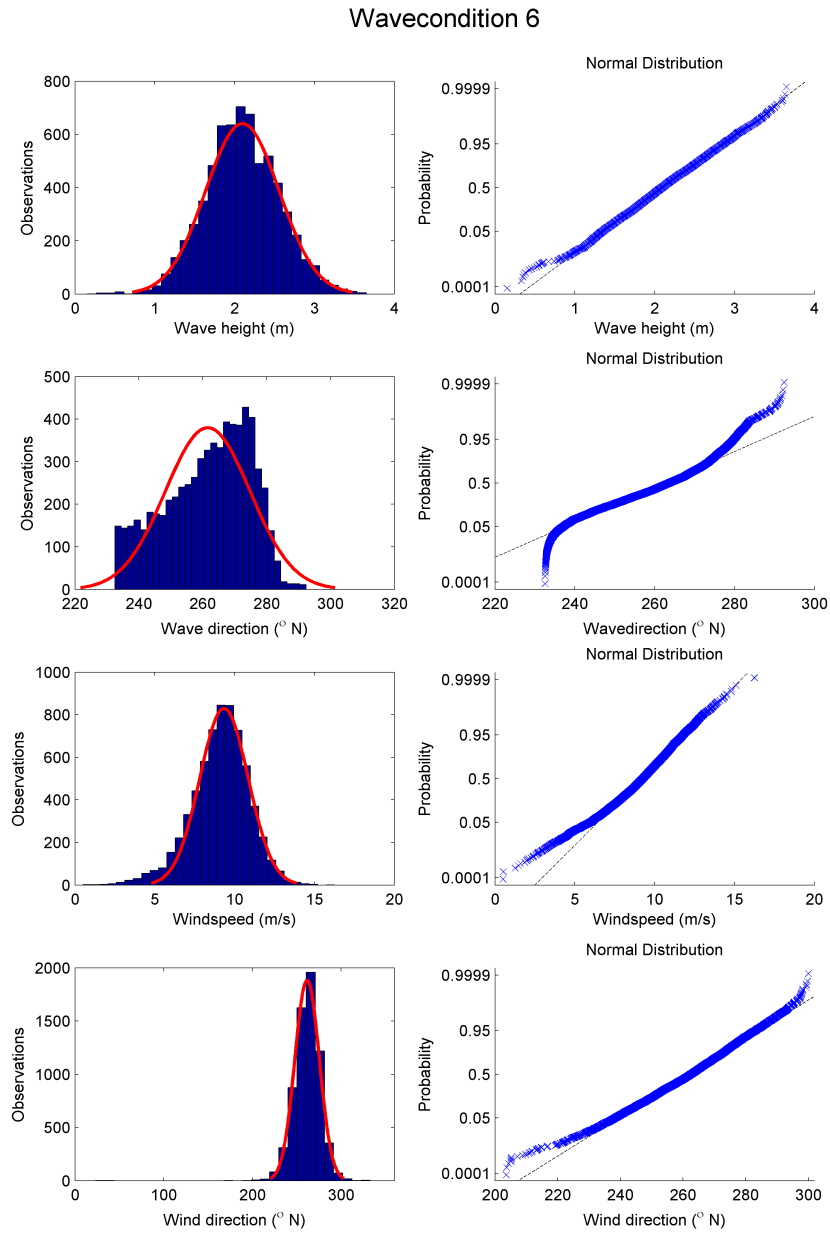 Wavecondition 6
Normal Distribution
800
600
400
200
0
Observations
0 1 2 3 4
Wave height (m)
0.9999
0.95
0.5
0.05
0.0001
Probability
0 1 2 3 4
Wave height (m)
Normal Distribution
500
400
300
200
100
0
Observations
220 240 260 280 300 320
Wave direction (° N)
0.9999
0.95
0.5
0.05
0.0001
Probability
220 240 260 280 300
Wavedirection (° N)
Normal Distribution
1000
800
600
400
200
0
Observations
0 5 10 15 20
Windspeed (m/s)
0.9999
0.95
0.5
0.05
0.0001
Probability
0 5 10 15 20
Windspeed (m/s)
Normal Distribution
2000
1500
1000
500
0
Observations
0 100 200 300
Wind direction (° N)
0.9999
0.95
0.5
0.05
0.0001
Probability
200 220 240 260 280 300
Wind direction (° N)